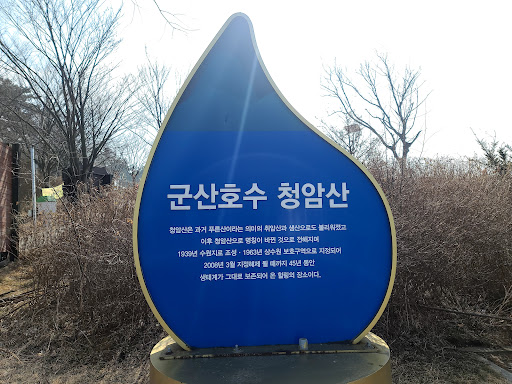 군산호수 청암산
청암산은 과거 푸른산이라는 의미의 취암산과 샘산으로도 불리워졌고
이후 청암산으로 명칭이 바뀐 것으로 전해지며
1939년 수원지로 조성 · 1963년 상수원 보호구역으로 지정되어
2008년 3월 지정해제 될 때까지 45년 동안
생태계가 그대로 보존되어 온 힐링의 장소이다.